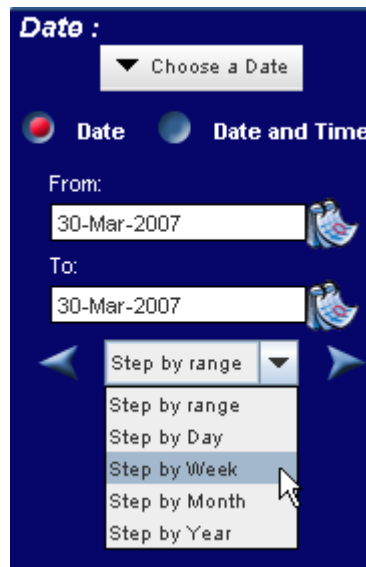 Date :
Choose a Date
Date Date and Time
From:
30-Mar-2007
To:
30-Mar-2007
Step by range
Step by range
Step by Day
Step by Week
Step by Month
Step by Year